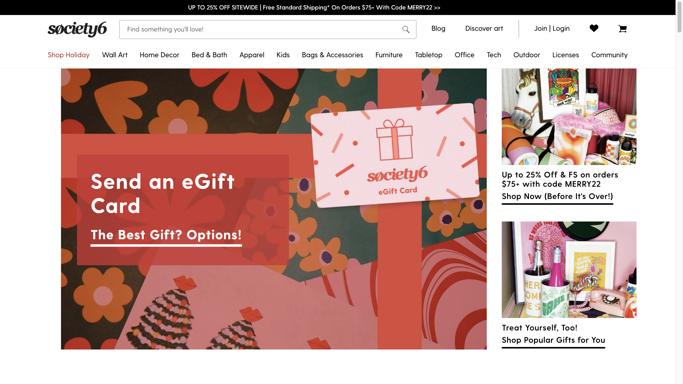 UP TO 25% OFF SITEWIDE | Free Standard Shipping* On Orders $75+ With Code MERRY22 >>
society6
Find something you'll love!
Blog
Discover art
Join | Login
Shop Holiday
Wall Art
Home Decor
Bed & Bath
Apparel
Kids
Bags & Accessories
Furniture
Tabletop
Office
Tech
Outdoor
Licenses
Community
Send an eGift
Card
The Best Gift? Options!
society6
eGift Card
Up to 25% Off & FS on orders
$75+ with code MERRY22
Shop Now (Before It's Over!)
Treat Yourself, Too!
Shop Popular Gifts for You